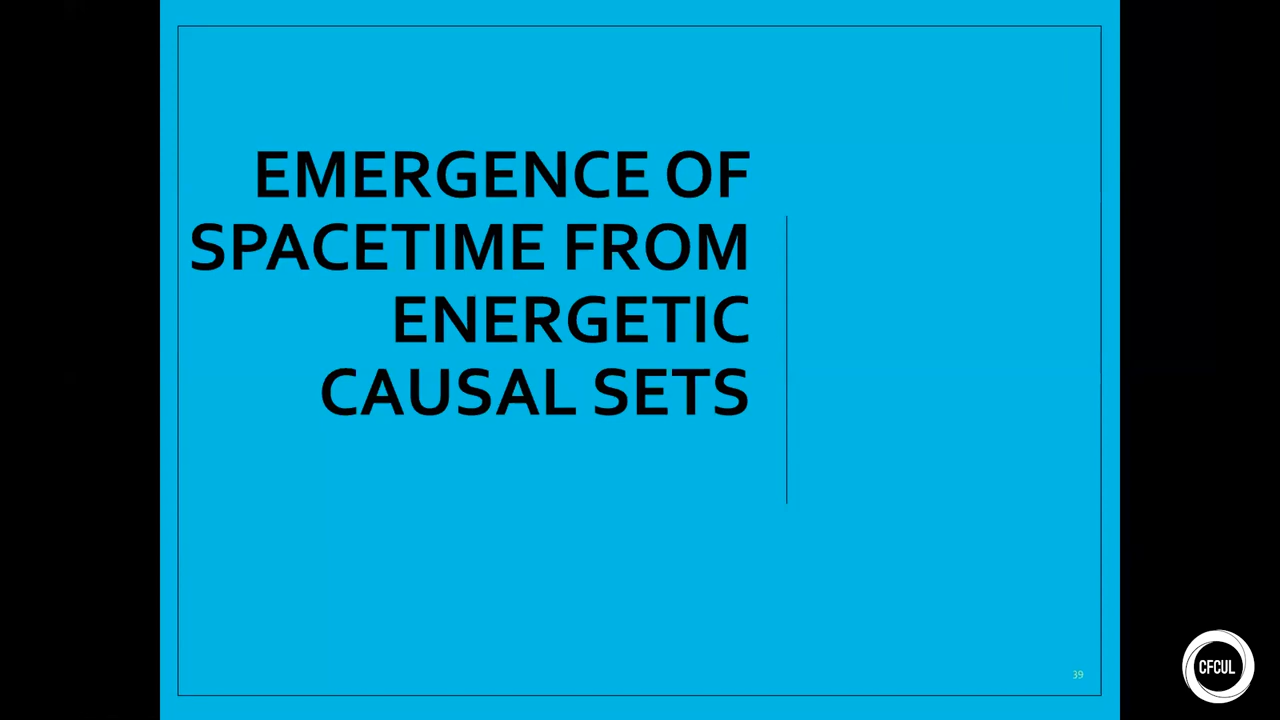 EMERGENCE OF
SPACETIME FROM
ENERGETIC
CAUSAL SETS
39
CFCUL